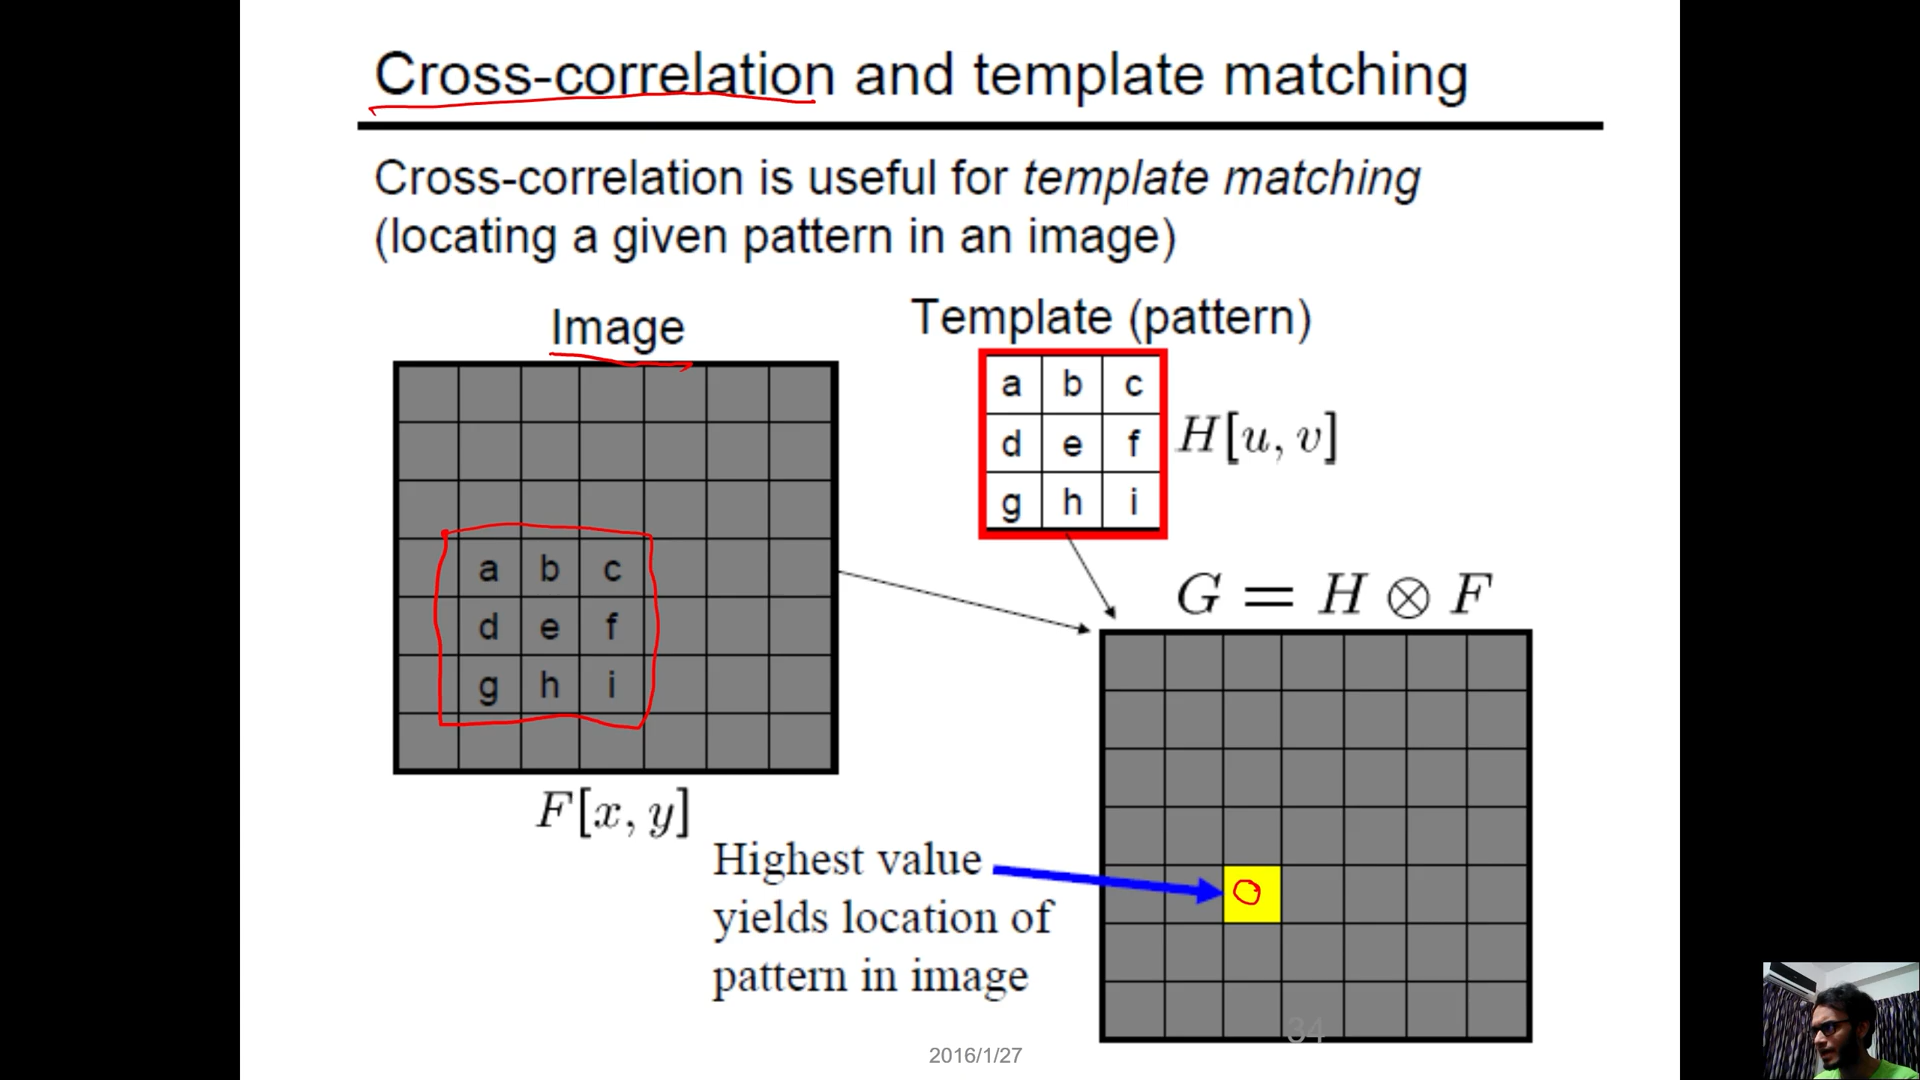 Cross-correlation and template matching
Cross-correlation is useful for template matching
(locating a given pattern in an image)
Image
Template (pattern)
a b c
d e f
g h i
H[u, v]
a b c
d e f
g h i
F[x, y]
G = H ⊗ F
Highest value
yields location of
pattern in image
34
2016/1/27